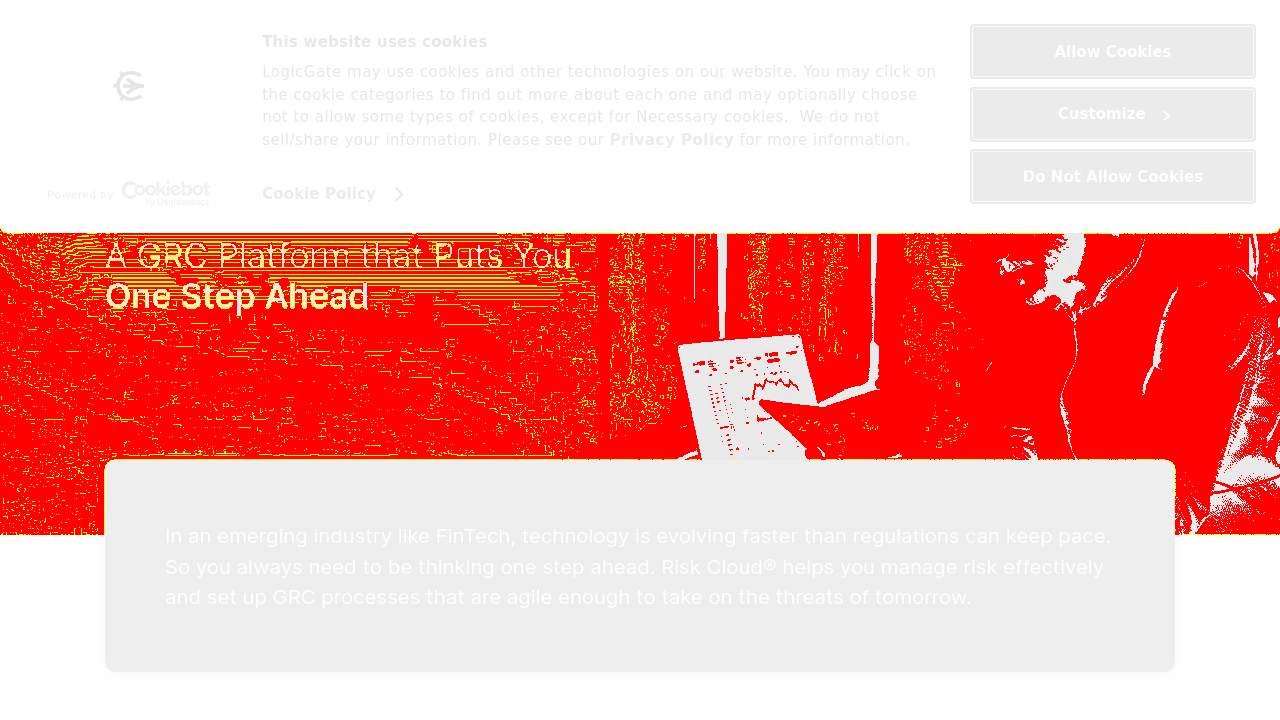 This website uses cookies
LogicGate may use cookies and other technologies on our website. You may click on
the cookie categories to find out more about each one and may optionally choose
not to allow some types of cookies, except for Necessary cookies.  We do not
sell/share your information. Please see our Privacy Policy for more information.
Cookie Policy
Powered by Cookiebot
by Usercentrics
Allow Cookies
Customize
Do Not Allow Cookies
A GRC Platform that Puts You
One Step Ahead
In an emerging industry like FinTech, technology is evolving faster than regulations can keep pace.
So you always need to be thinking one step ahead. Risk Cloud® helps you manage risk effectively
and set up GRC processes that are agile enough to take on the threats of tomorrow.